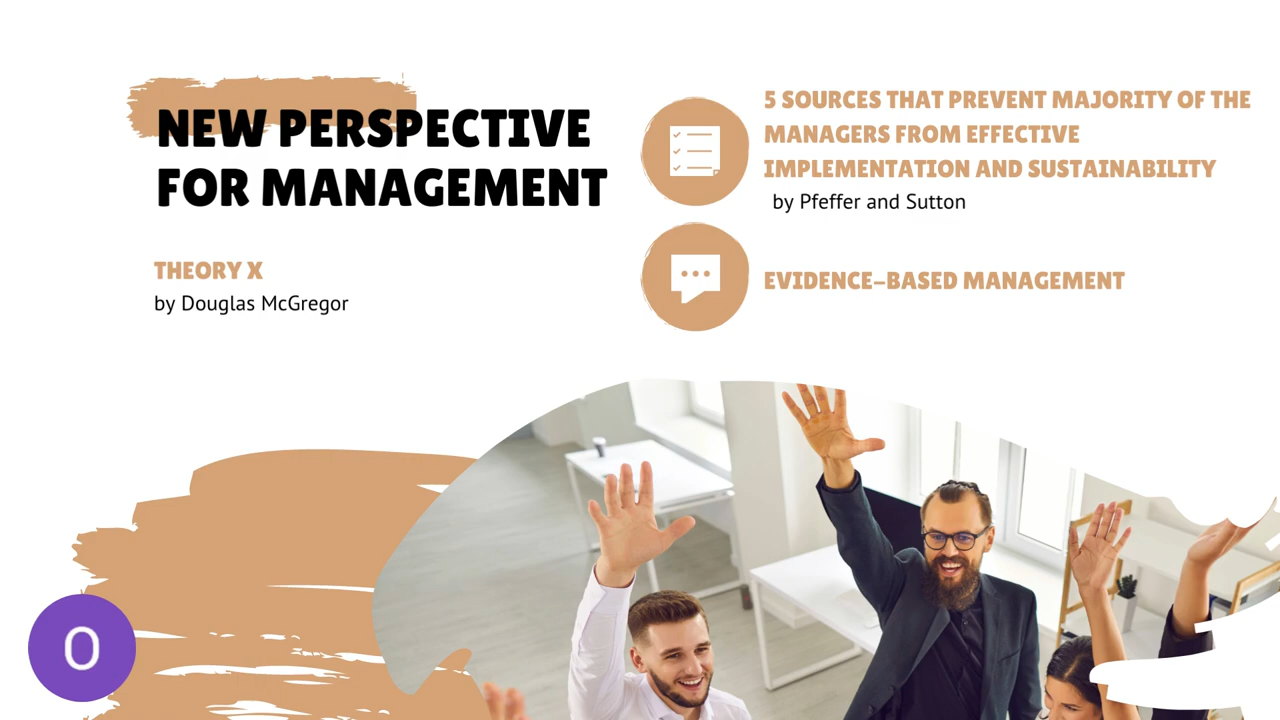 NEW PERSPECTIVE
FOR MANAGEMENT
THEORY X
by Douglas McGregor
5 SOURCES THAT PREVENT MAJORITY OF THE
MANAGERS FROM EFFECTIVE
IMPLEMENTATION AND SUSTAINABILITY
by Pfeffer and Sutton
EVIDENCE-BASED MANAGEMENT
O